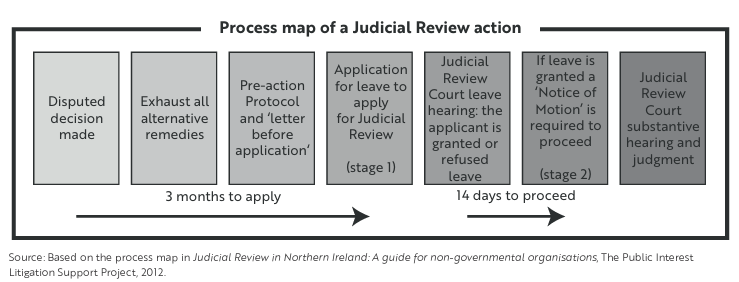 Process map of a Judicial Review action
Disputed
decision
made
Exhaust all
alternative
remedies
Pre-action
Protocol
and ‘letter
before
application’
Application
for leave to
apply
for Judicial
Review
(stage 1)
Judicial
Review
Court leave
hearing: the
applicant is
granted or
refused
leave
If leave is
granted a
‘Notice of
Motion’ is
required to
proceed
(stage 2)
Judicial
Review
Court
substantive
hearing and
judgment
3 months to apply
14 days to proceed
Source: Based on the process map in Judicial Review in Northern Ireland: A guide for non-governmental organisations, The Public Interest
Litigation Support Project, 2012.